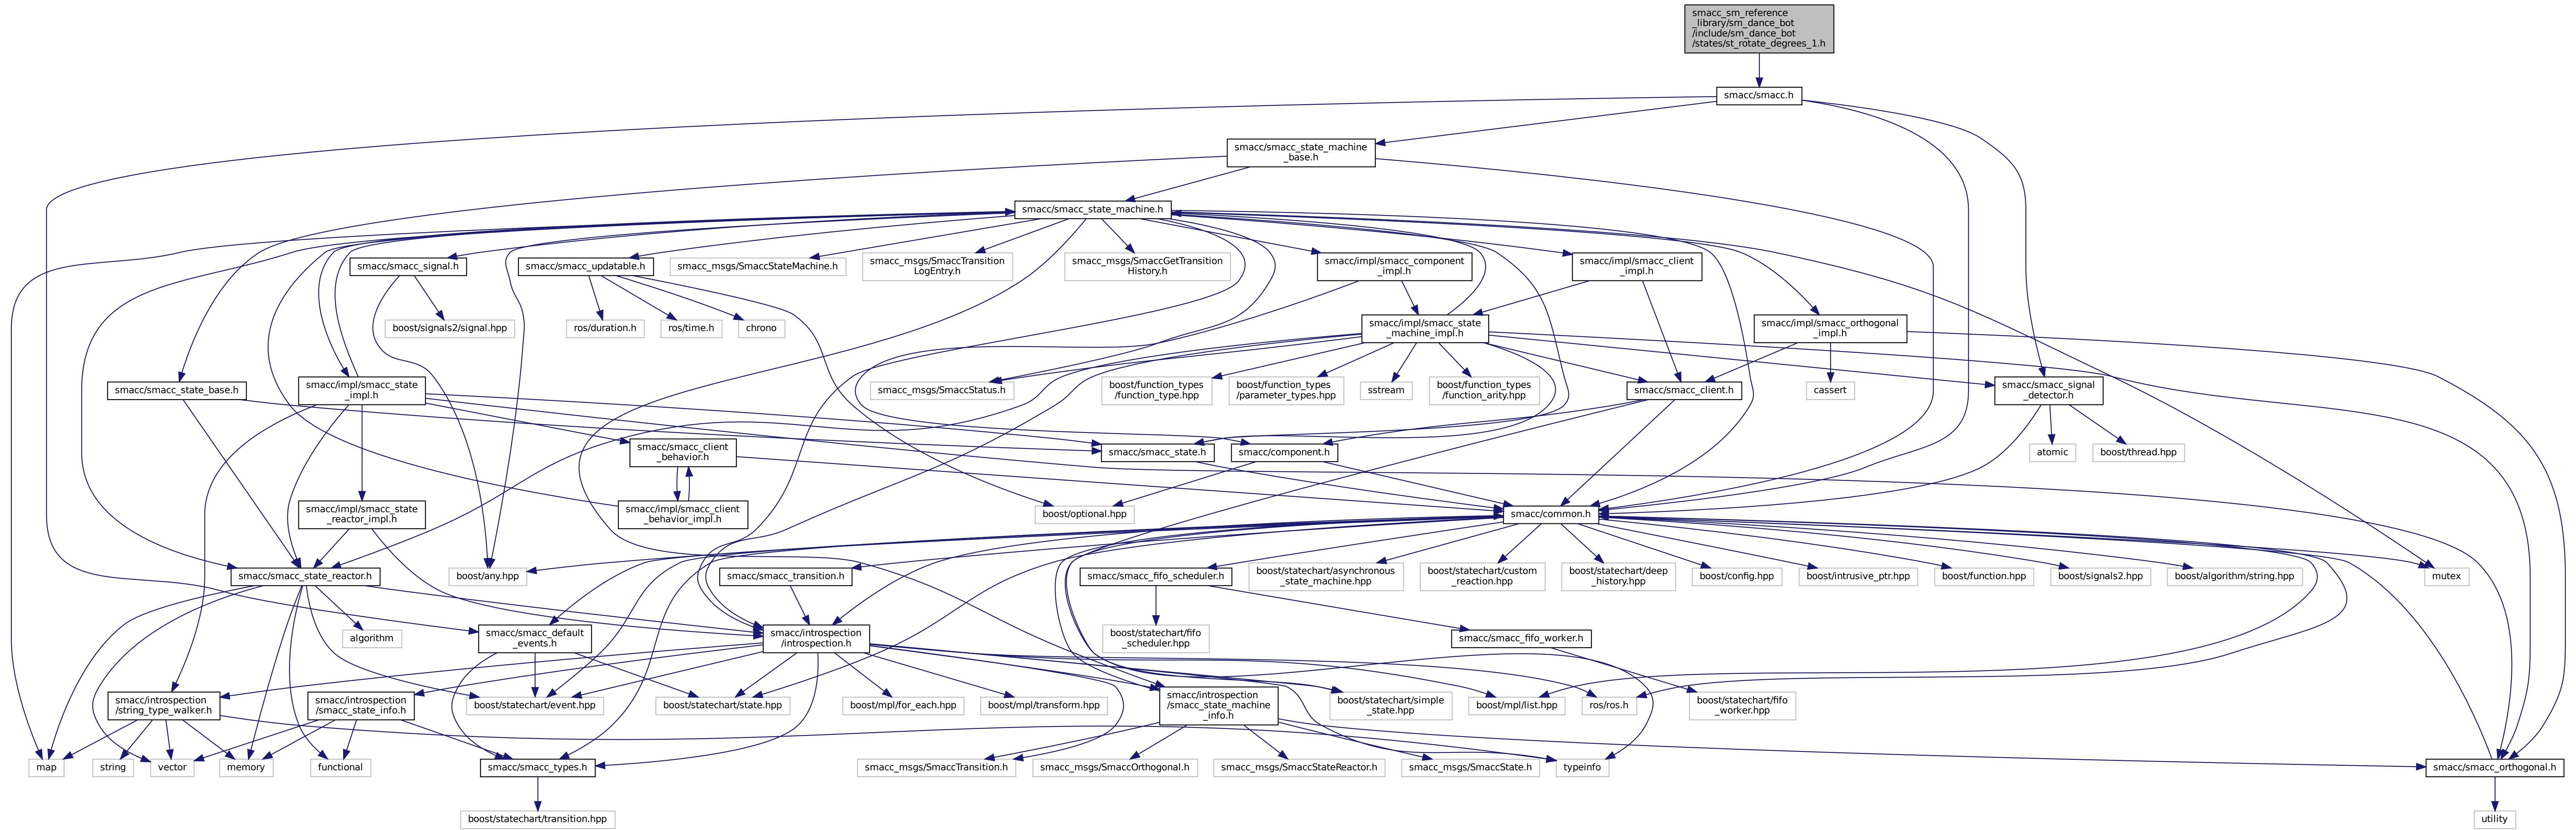 smacc_sm_reference
_library/sm_dance_bot
/include/sm_dance_bot
/states/st_rotate_degrees_1.h
smacc/smacc.h
smacc/smacc_state_machine
_base.h
smacc/smacc_state_machine.h
smacc/smacc_signal.h
smacc/smacc_updatable.h
smacc_msgs/SmaccStateMachine.h
smacc_msgs/SmaccTransition
LogEntry.h
smacc_msgs/SmaccGetTransition
History.h
smacc/impl/smacc_component
_impl.h
smacc/impl/smacc_client
_impl.h
boost/signals2/signal.hpp
ros/duration.h
ros/time.h
chrono
smacc/impl/smacc_state
_machine_impl.h
smacc/impl/smacc_orthogonal
_impl.h
smacc/smacc_state_base.h
smacc/impl/smacc_state
_impl.h
smacc_msgs/SmaccStatus.h
boost/function_types
/function_type.hpp
boost/function_types
/parameter_types.hpp
sstream
boost/function_types
/function_arity.hpp
smacc/smacc_client.h
cassert
smacc/smacc_signal
_detector.h
smacc/smacc_client
_behavior.h
smacc/smacc_state.h
smacc/component.h
atomic
boost/thread.hpp
smacc/impl/smacc_state
_reactor_impl.h
smacc/impl/smacc_client
_behavior_impl.h
boost/optional.hpp
smacc/common.h
smacc/smacc_state_reactor.h
boost/any.hpp
smacc/smacc_transition.h
smacc/smacc_fifo_scheduler.h
boost/statechart/asynchronous
_state_machine.hpp
boost/statechart/custom
_reaction.hpp
boost/statechart/deep
_history.hpp
boost/config.hpp
boost/intrusive_ptr.hpp
boost/function.hpp
boost/signals2.hpp
boost/algorithm/string.hpp
mutex
algorithm
smacc/smacc_default
_events.h
smacc/introspection
/introspection.h
boost/statechart/fifo
_scheduler.hpp
smacc/smacc_fifo_worker.h
smacc/introspection
/string_type_walker.h
smacc/introspection
/smacc_state_info.h
boost/statechart/event.hpp
boost/statechart/state.hpp
boost/mpl/for_each.hpp
boost/mpl/transform.hpp
smacc/introspection
/smacc_state_machine
_info.h
boost/statechart/simple
_state.hpp
boost/mpl/list.hpp
ros/ros.h
boost/statechart/fifo
_worker.hpp
map
string
vector
memory
functional
smacc/smacc_types.h
smacc_msgs/SmaccTransition.h
smacc_msgs/SmaccOrthogonal.h
smacc_msgs/SmaccStateReactor.h
smacc_msgs/SmaccState.h
typeinfo
smacc/smacc_orthogonal.h
boost/statechart/transition.hpp
utility